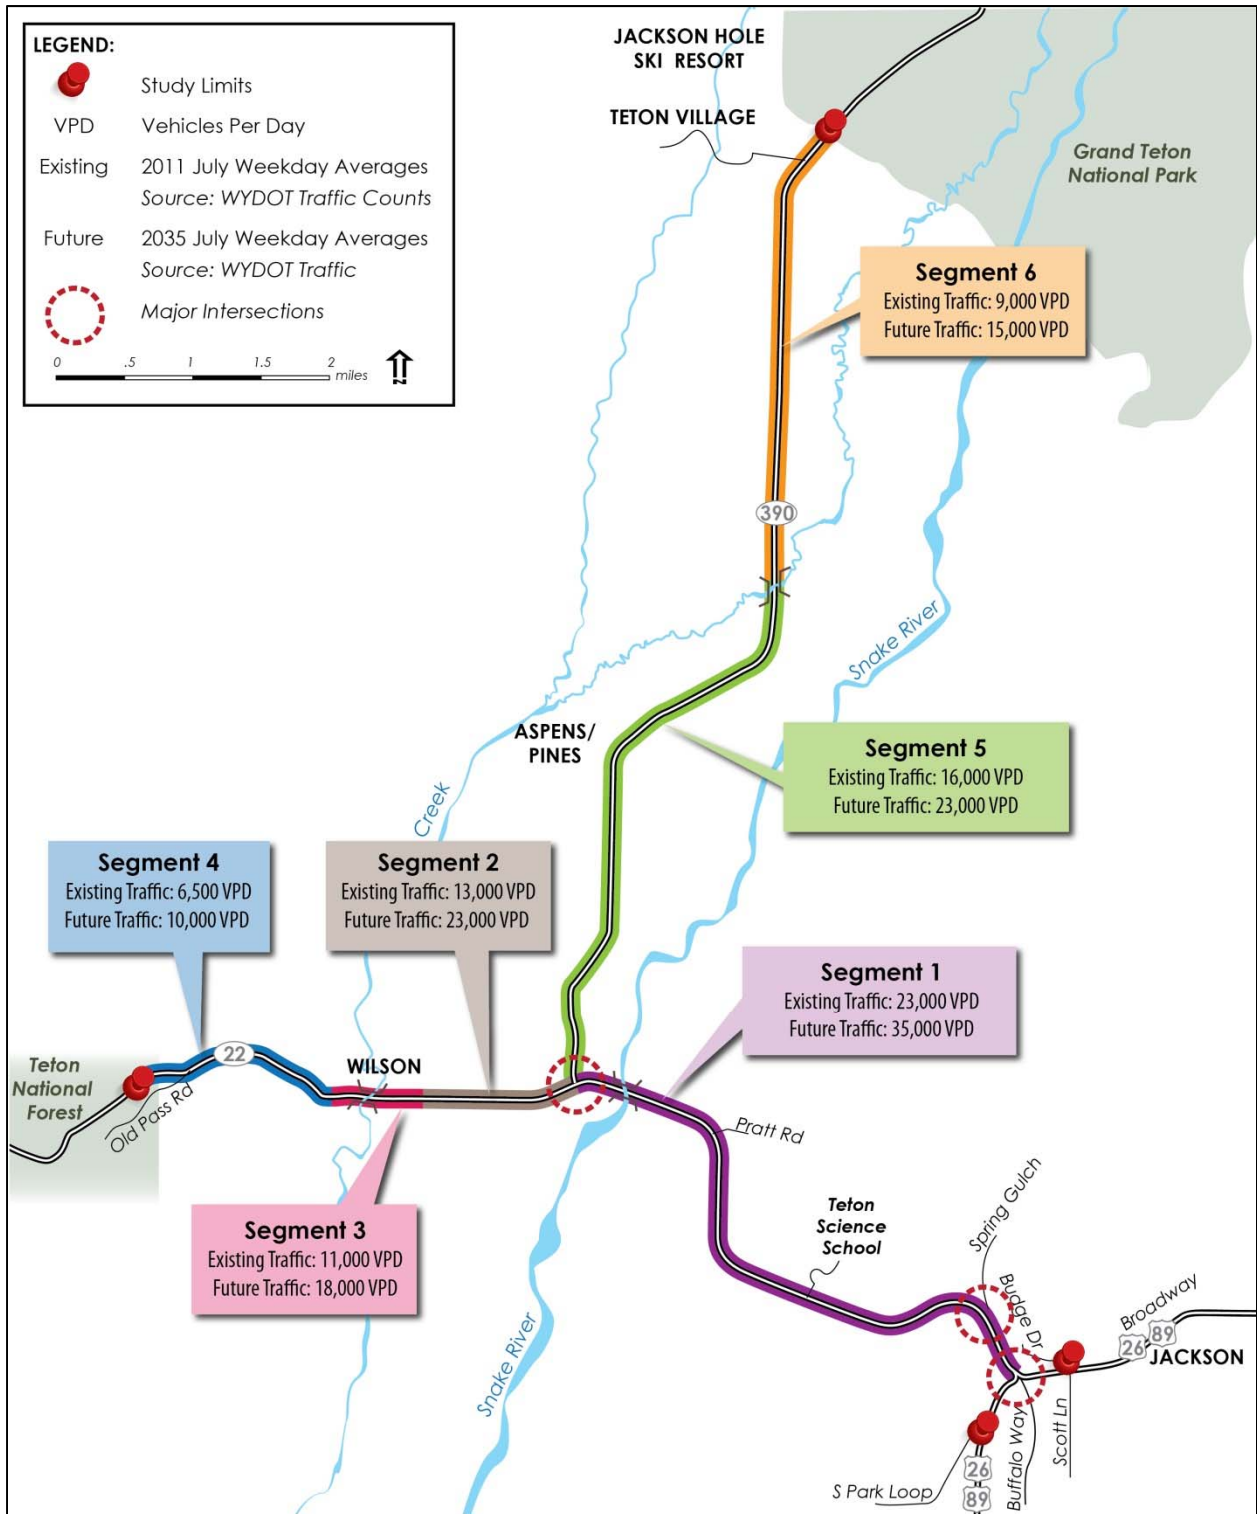 LEGEND:
Study Limits
VPD Vehicles Per Day
Existing 2011 July Weekday Averages
Source: WYDOT Traffic Counts
Future 2035 July Weekday Averages
Source: WYDOT Traffic
Major Intersections
0 .5 1 1.5 2 miles
N
JACKSON HOLE
SKI RESORT
TETON VILLAGE
Grand Teton
National Park
Segment 6
Existing Traffic: 9,000 VPD
Future Traffic: 15,000 VPD
390
Snake River
ASPENS/
PINES
Segment 5
Existing Traffic: 16,000 VPD
Future Traffic: 23,000 VPD
Creek
Segment 4
Existing Traffic: 6,500 VPD
Future Traffic: 10,000 VPD
Segment 2
Existing Traffic: 13,000 VPD
Future Traffic: 23,000 VPD
Segment 1
Existing Traffic: 23,000 VPD
Future Traffic: 35,000 VPD
22
WILSON
Teton
National
Forest
Old Pass Rd
Pratt Rd
Segment 3
Existing Traffic: 11,000 VPD
Future Traffic: 18,000 VPD
Teton
Science
School
Spring Gulch
Budge Dr
Broadway
26
89
JACKSON
Snake River
Buffalo Way
Scott Ln
26
89
S Park Loop